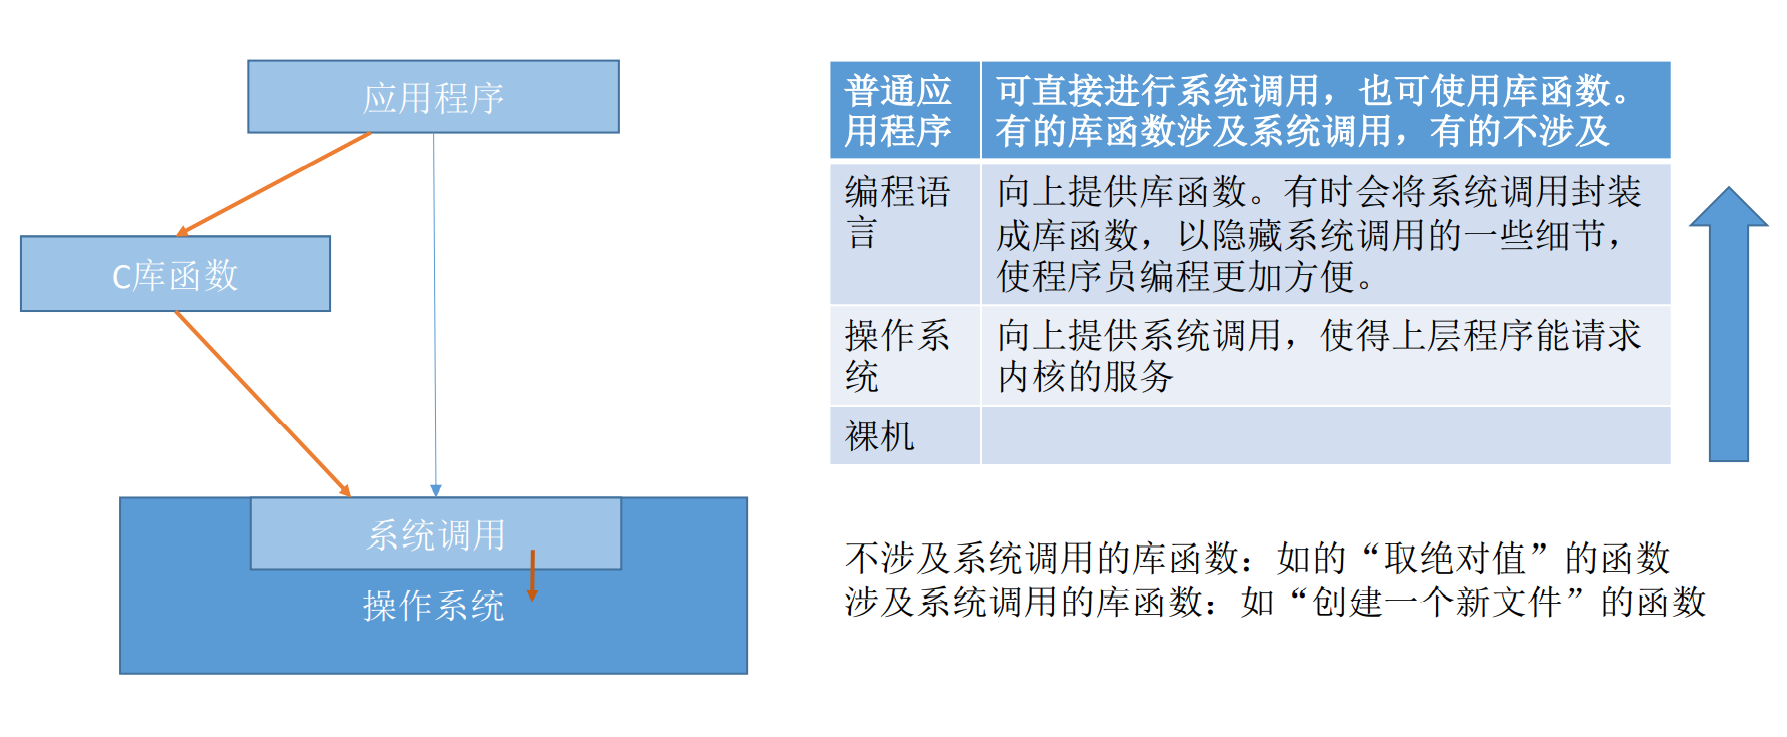 应用程序
C库函数
系统调用
操作系统
普通应
用程序
可直接进行系统调用，也可使用库函数。
有的库函数涉及系统调用，有的不涉及
编程语
言
向上提供库函数。有时会将系统调用封装
成库函数，以隐藏系统调用的一些细节，
使程序员编程更加方便。
操作系
统
向上提供系统调用，使得上层程序能请求
内核的服务
裸机
不涉及系统调用的库函数：如的“取绝对值”的函数
涉及系统调用的库函数：如“创建一个新文件”的函数